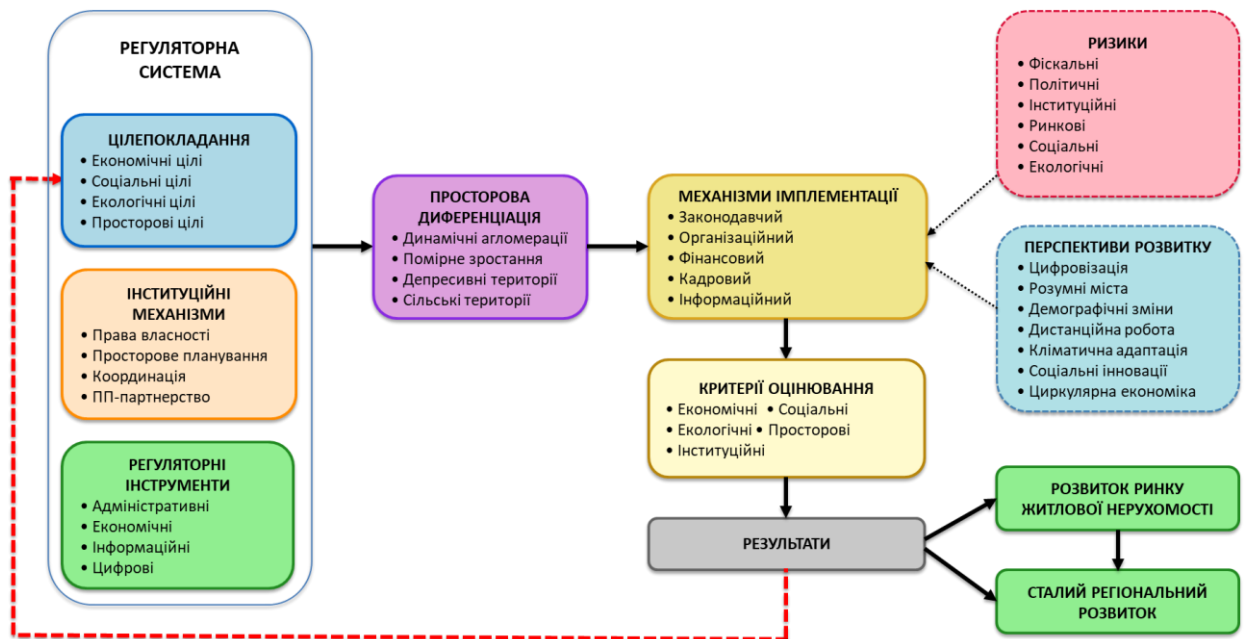 РЕГУЛЯТОРНА
СИСТЕМА
ЦІЛЕПОКЛАДАННЯ
• Економічні цілі
• Соціальні цілі
• Екологічні цілі
• Просторові цілі
ІНСТИТУЦІЙНІ
МЕХАНІЗМИ
• Права власності
• Просторове планування
• Координація
• ПП-партнерство
РЕГУЛЯТОРНІ
ІНСТРУМЕНТИ
• Адміністративні
• Економічні
• Інформаційні
• Цифрові
ПРОСТОРОВА
ДИФЕРЕНЦІАЦІЯ
• Динамічні агломерації
• Помірне зростання
• Депресивні території
• Сільські території
МЕХАНІЗМИ ІМПЛЕМЕНТАЦІЇ
• Законодавчий
• Організаційний
• Фінансовий
• Кадровий
• Інформаційний
КРИТЕРІЇ ОЦІНЮВАННЯ
• Економічні • Соціальні
• Екологічні • Просторові
• Інституційні
РЕЗУЛЬТАТИ
РИЗИКИ
• Фіскальні
• Політичні
• Інституційні
• Ринкові
• Соціальні
• Екологічні
ПЕРСПЕКТИВИ РОЗВИТКУ
• Цифровізація
• Розумні міста
• Демографічні зміни
• Дистанційна робота
• Кліматична адаптація
• Соціальні інновації
• Циркулярна економіка
РОЗВИТОК РИНКУ
ЖИТЛОВОЇ НЕРУХОМОСТІ
СТАЛИЙ РЕГІОНАЛЬНИЙ
РОЗВИТОК